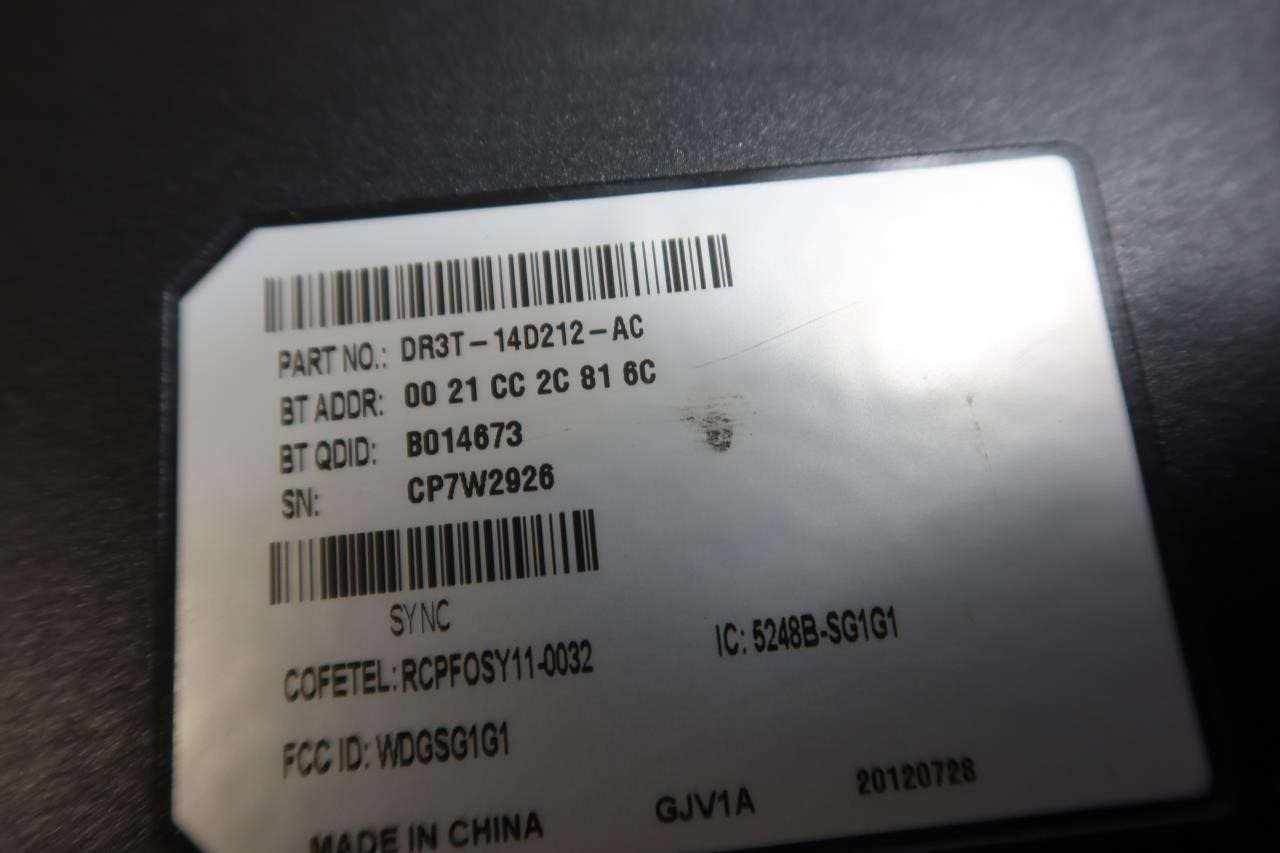 PART NO.: DR3T-14D212-AC
BT ADDR: 00 21 CC 2C 81 6C
BT QDID: B014673
SN: CP7W2926
SYNC
COFETEL: RCPFOSY11-0032
IC: 5248B-SG1G1
FCC ID: WDGSG1G1
MADE IN CHINA GJV1A 20120728